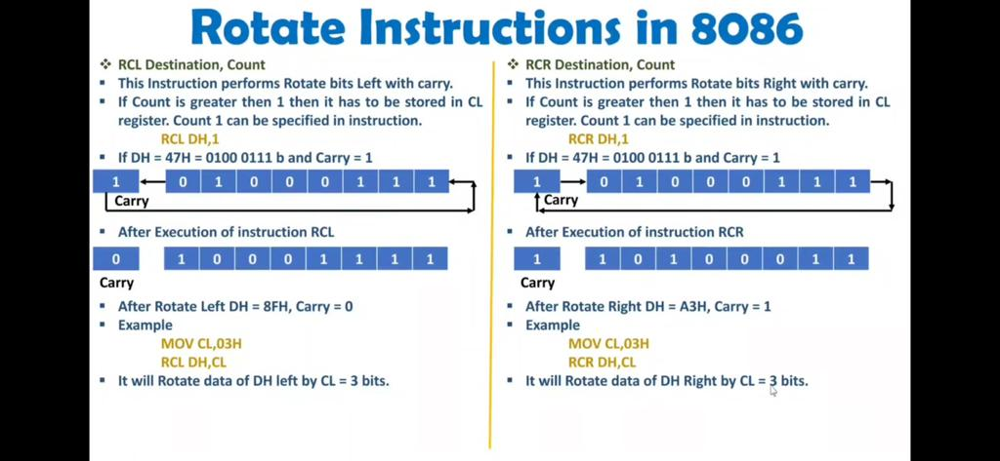 Rotate Instructions in 8086
❖ RCL Destination, Count
▪ This Instruction performs Rotate bits Left with carry.
▪ If Count is greater then 1 then it has to be stored in CL
register. Count 1 can be specified in instruction.
RCL DH,1
▪ If DH = 47H = 0100 0111 b and Carry = 1
1 0 1 0 0 0 1 1 1
Carry
▪ After Execution of instruction RCL
0 1 0 0 0 1 1 1 1
Carry
▪ After Rotate Left DH = 8FH, Carry = 0
▪ Example
MOV CL,03H
RCL DH,CL
▪ It will Rotate data of DH left by CL = 3 bits.
❖ RCR Destination, Count
▪ This Instruction performs Rotate bits Right with carry.
▪ If Count is greater then 1 then it has to be stored in CL
register. Count 1 can be specified in instruction.
RCR DH,1
▪ If DH = 47H = 0100 0111 b and Carry = 1
1 0 1 0 0 0 1 1 1
Carry
▪ After Execution of instruction RCR
1 1 0 1 0 0 0 1 1
Carry
▪ After Rotate Right DH = A3H, Carry = 1
▪ Example
MOV CL,03H
RCR DH,CL
▪ It will Rotate data of DH Right by CL = 3 bits.